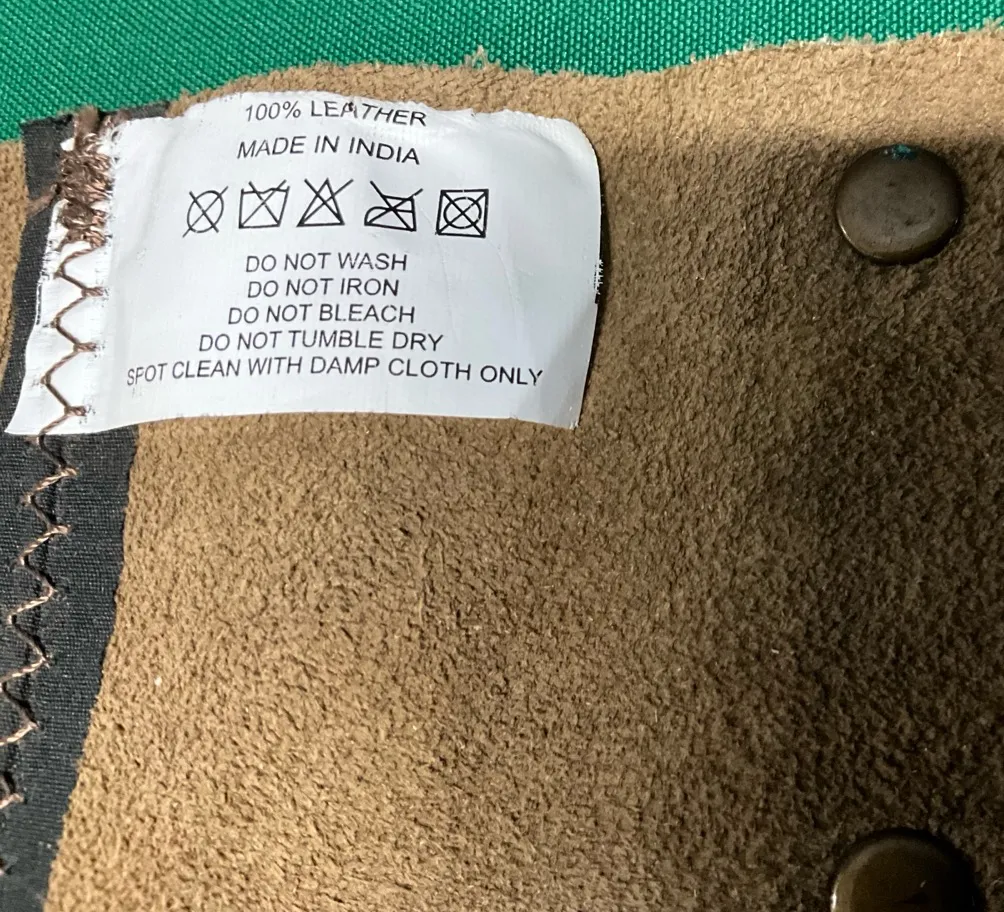 100% LEATHER
MADE IN INDIA
DO NOT WASH
DO NOT IRON
DO NOT BLEACH
DO NOT TUMBLE DRY
SPOT CLEAN WITH DAMP CLOTH ONLY